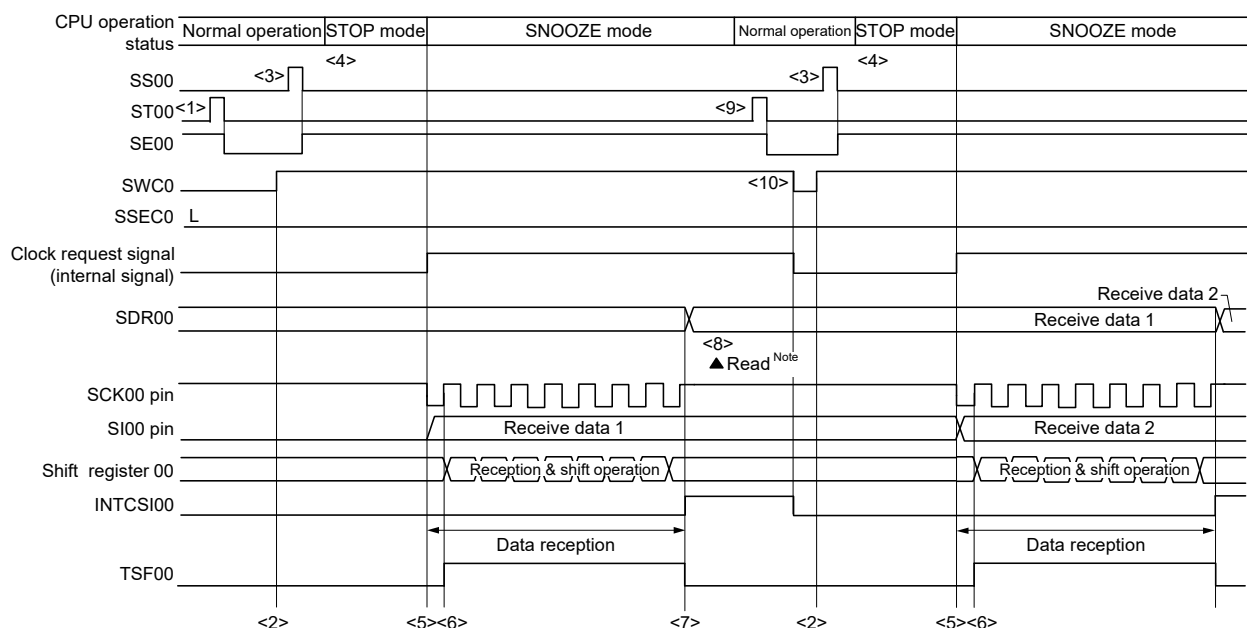 CPU operation
status
Normal operation STOP mode SNOOZE mode Normal operation STOP mode SNOOZE mode
<3> <4> <3> <4>
SS00
<1> <9>
ST00
SE00
SWC0 <10>
SSEC0 L
Clock request signal
(internal signal)
Receive data 2
SDR00 Receive data 1
<8>
▲Read Note
SCK00 pin
SI00 pin Receive data 1 Receive data 2
Shift register 00 Reception & shift operation Reception & shift operation
INTCSI00
Data reception Data reception
TSF00
<2> <5><6> <7> <2> <5><6>